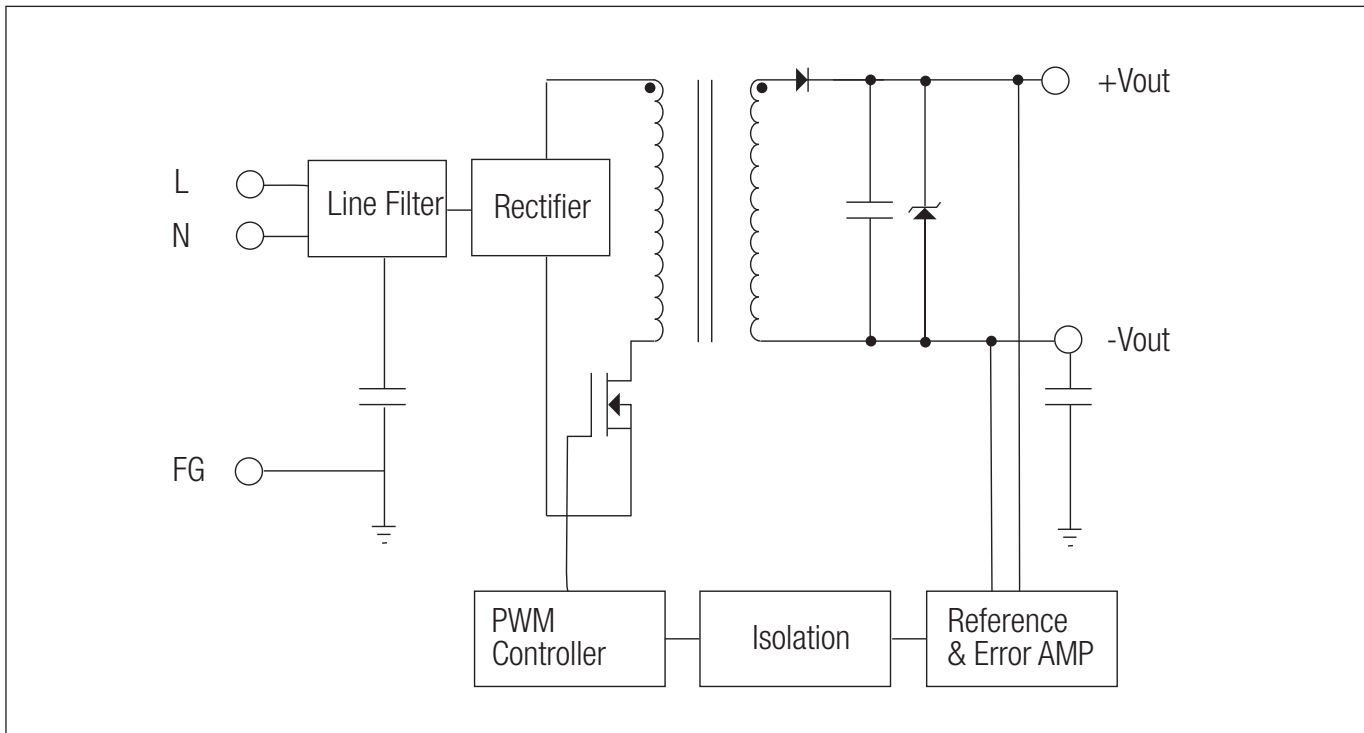 +Vout
L
Line Filter
Rectifier
N
-Vout
FG
PWM
Controller
Isolation
Reference
& Error AMP